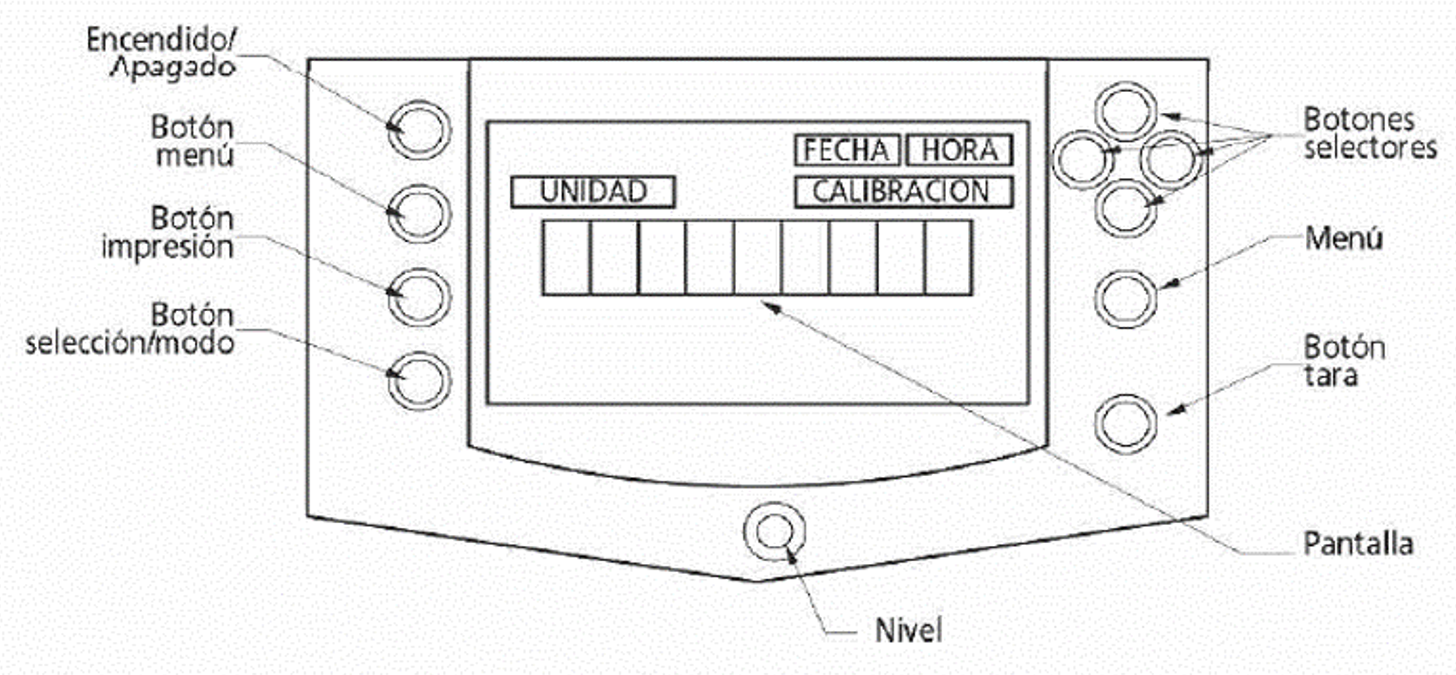 Encendido/
Apagado
Botón
menú
Botón
impresión
Botón
selección/modo
FECHA HORA
UNIDAD CALIBRACION
Botones
selectores
Menú
Botón
tara
Pantalla
Nivel